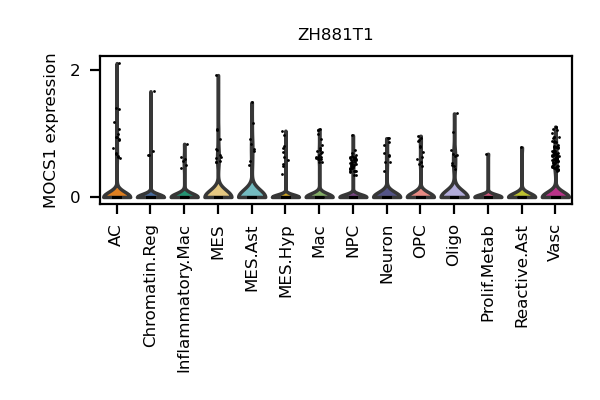 ZH881T1
MOCS1 expression
2
0
AC
Chromatin.Reg
Inflammatory.Mac
MES
MES.Ast
MES.Hyp
Mac
NPC
Neuron
OPC
Oligo
Prolif.Metab
Reactive.Ast
Vasc